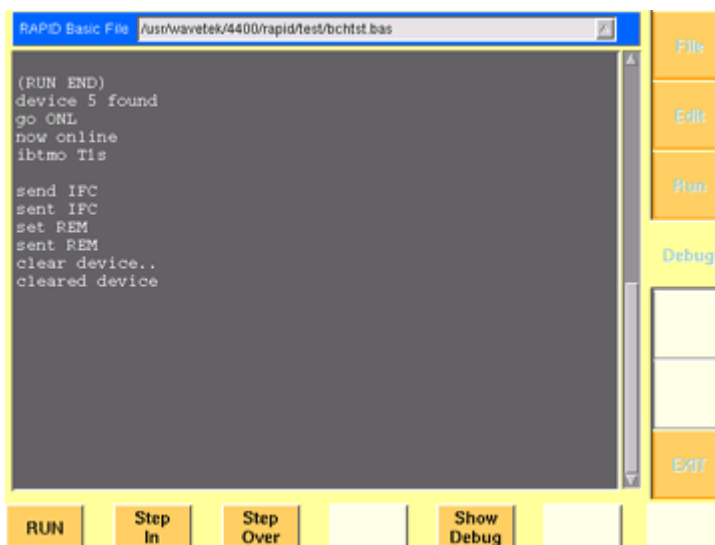 RAPID Basic File /usr/wavetek/4400/rapid/test/bchtst.bas
(RUN END)
device 5 found
go ONL
now online
ibtmo T1s
send IFC
sent IFC
set REM
sent REM
clear device..
cleared device
File
Edit
Run
Debug
EXIT
RUN
Step In
Step Over
Show Debug